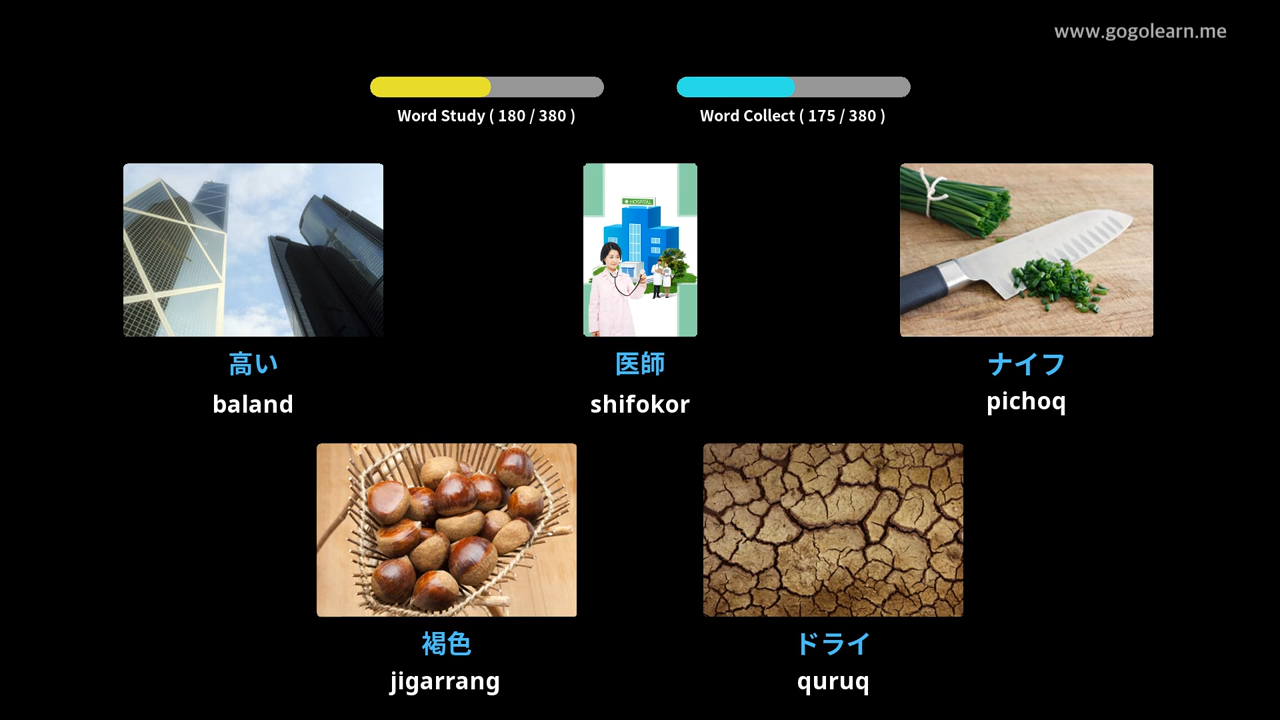 www.gogolearn.me
Word Study ( 180 / 380 )
Word Collect ( 175 / 380 )
HOSPITAL
高い
baland
医師
shifokor
ナイフ
pichoq
褐色
jigarrang
ドライ
quruq